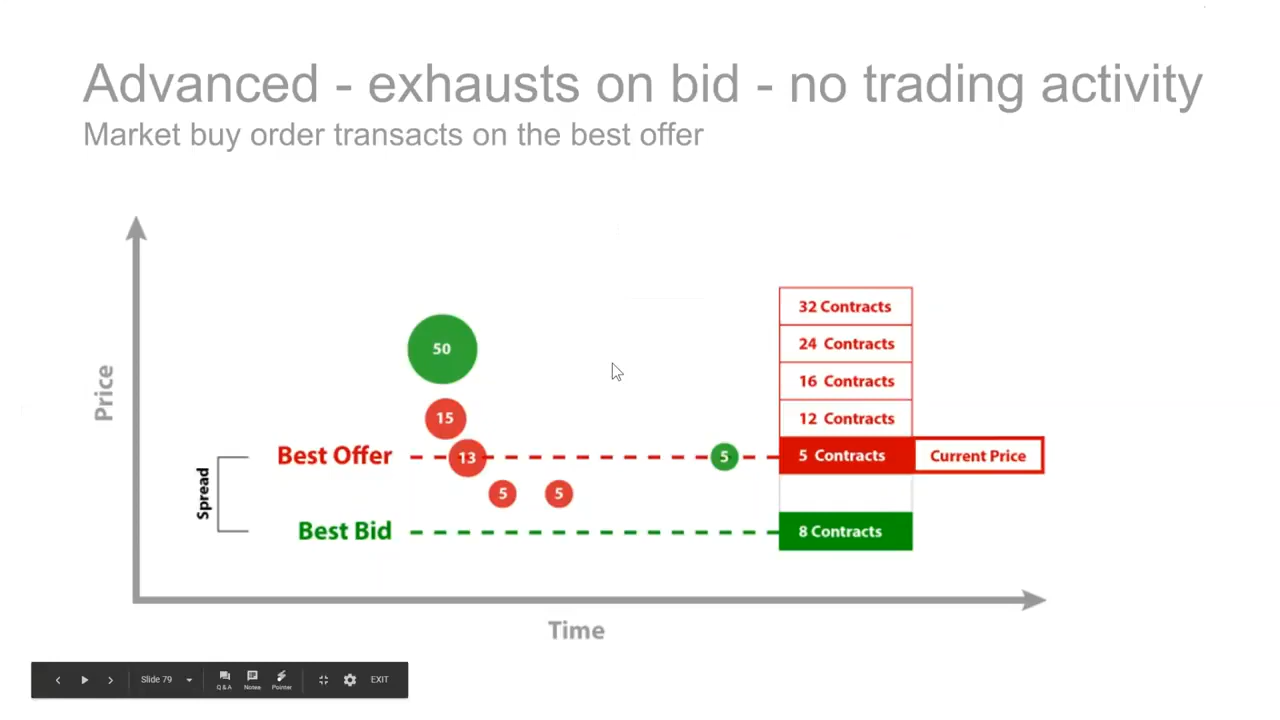 Advanced - exhausts on bid - no trading activity
Market buy order transacts on the best offer
Price
Spread
Best Offer
Best Bid
50
15
13
5
5
5
32 Contracts
24 Contracts
16 Contracts
12 Contracts
5 Contracts
Current Price
8 Contracts
Time
Slide 79
Q & A
Notes
Pointer
EXIT